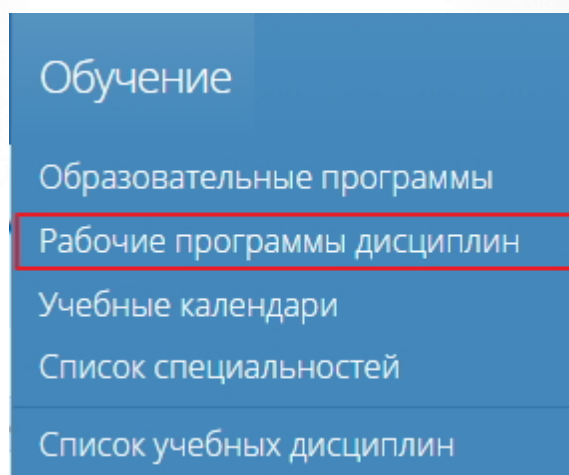 Обучение
Образовательные программы
Рабочие программы дисциплин
Учебные календари
Список специальностей
Список учебных дисциплин